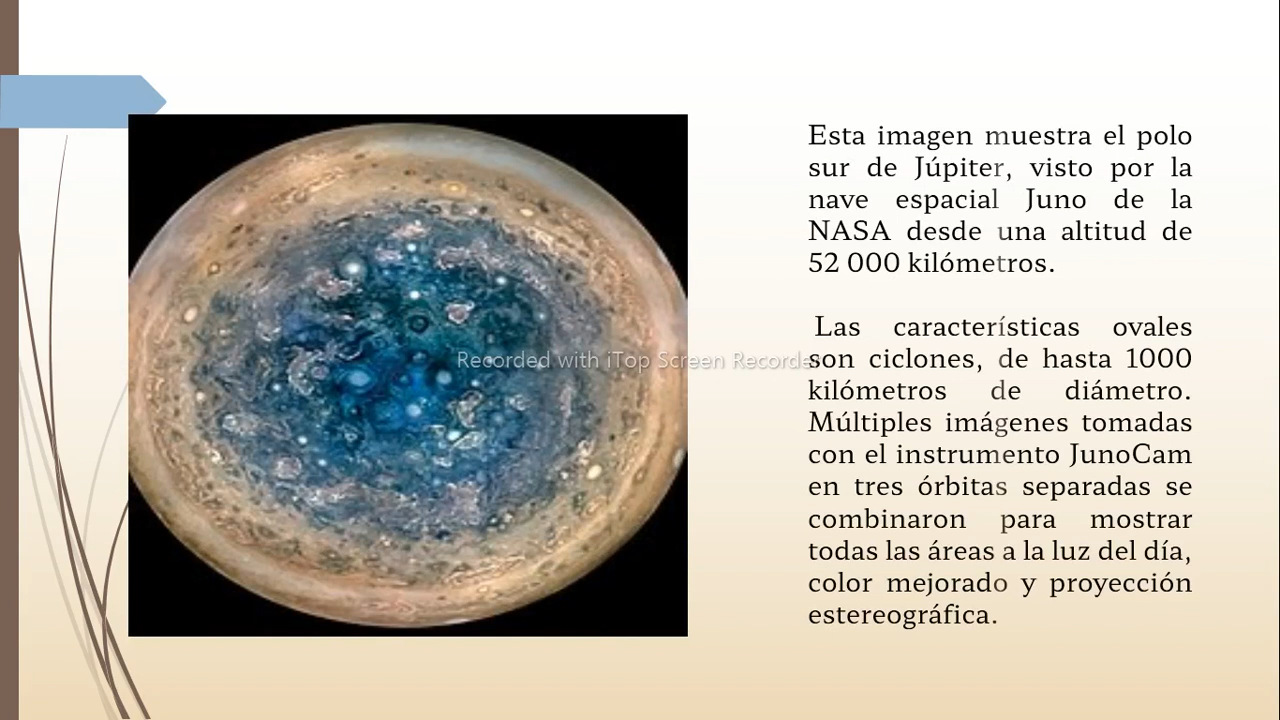 Esta imagen muestra el polo
sur de Júpiter, visto por la
nave espacial Juno de la
NASA desde una altitud de
52 000 kilómetros.
Las características ovales
son ciclones, de hasta 1000
kilómetros de diámetro.
Múltiples imágenes tomadas
con el instrumento JunoCam
en tres órbitas separadas se
combinaron para mostrar
todas las áreas a la luz del día,
color mejorado y proyección
estereográfica.
Recorded with iTop Screen Recorder